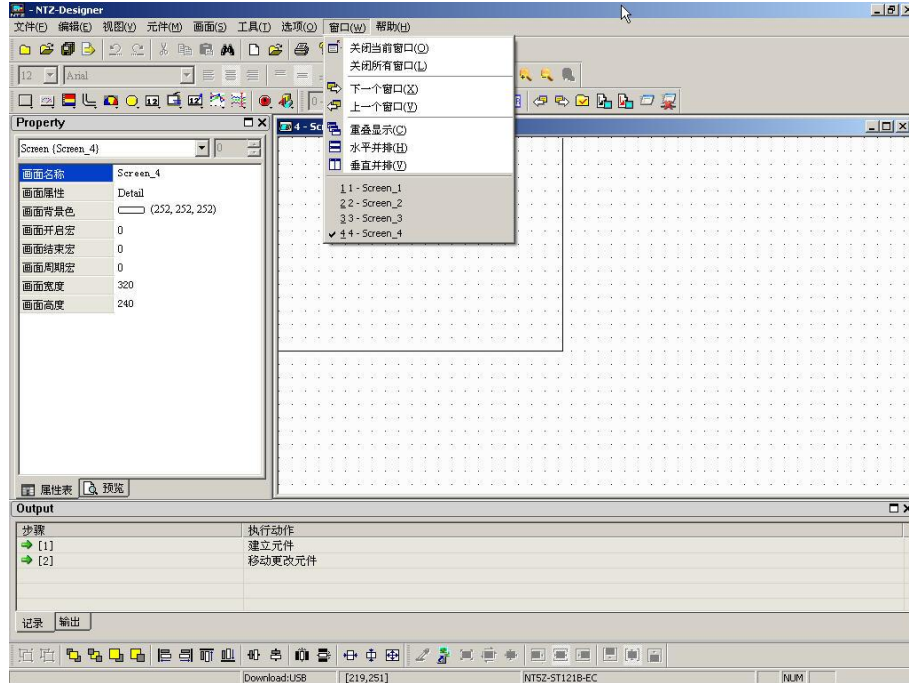 - NTZ-Designer
文件(F) 编辑(E) 视图(V) 元件(M) 画面(S) 工具(T) 选项(O) 窗口(W) 帮助(H)
12 Arial
关闭当前窗口(O)
关闭所有窗口(L)
下一个窗口(X)
上一个窗口(Y)
重叠显示(C)
水平并排(H)
垂直并排(V)
1 1 - Screen_1
2 2 - Screen_2
3 3 - Screen_3
4 4 - Screen_4
Property
Screen {Screen_4} 0
画面名称 Screen_4
画面属性 Detail
画面背景色 (252, 252, 252)
画面开启宏 0
画面结束宏 0
画面周期宏 0
画面宽度 320
画面高度 240
属性表 预览
Output
步骤 执行动作
[1] 建立元件
[2] 移动更改元件
记录 输出
Download:USB [219,251] NT5Z-ST121B-EC NUM